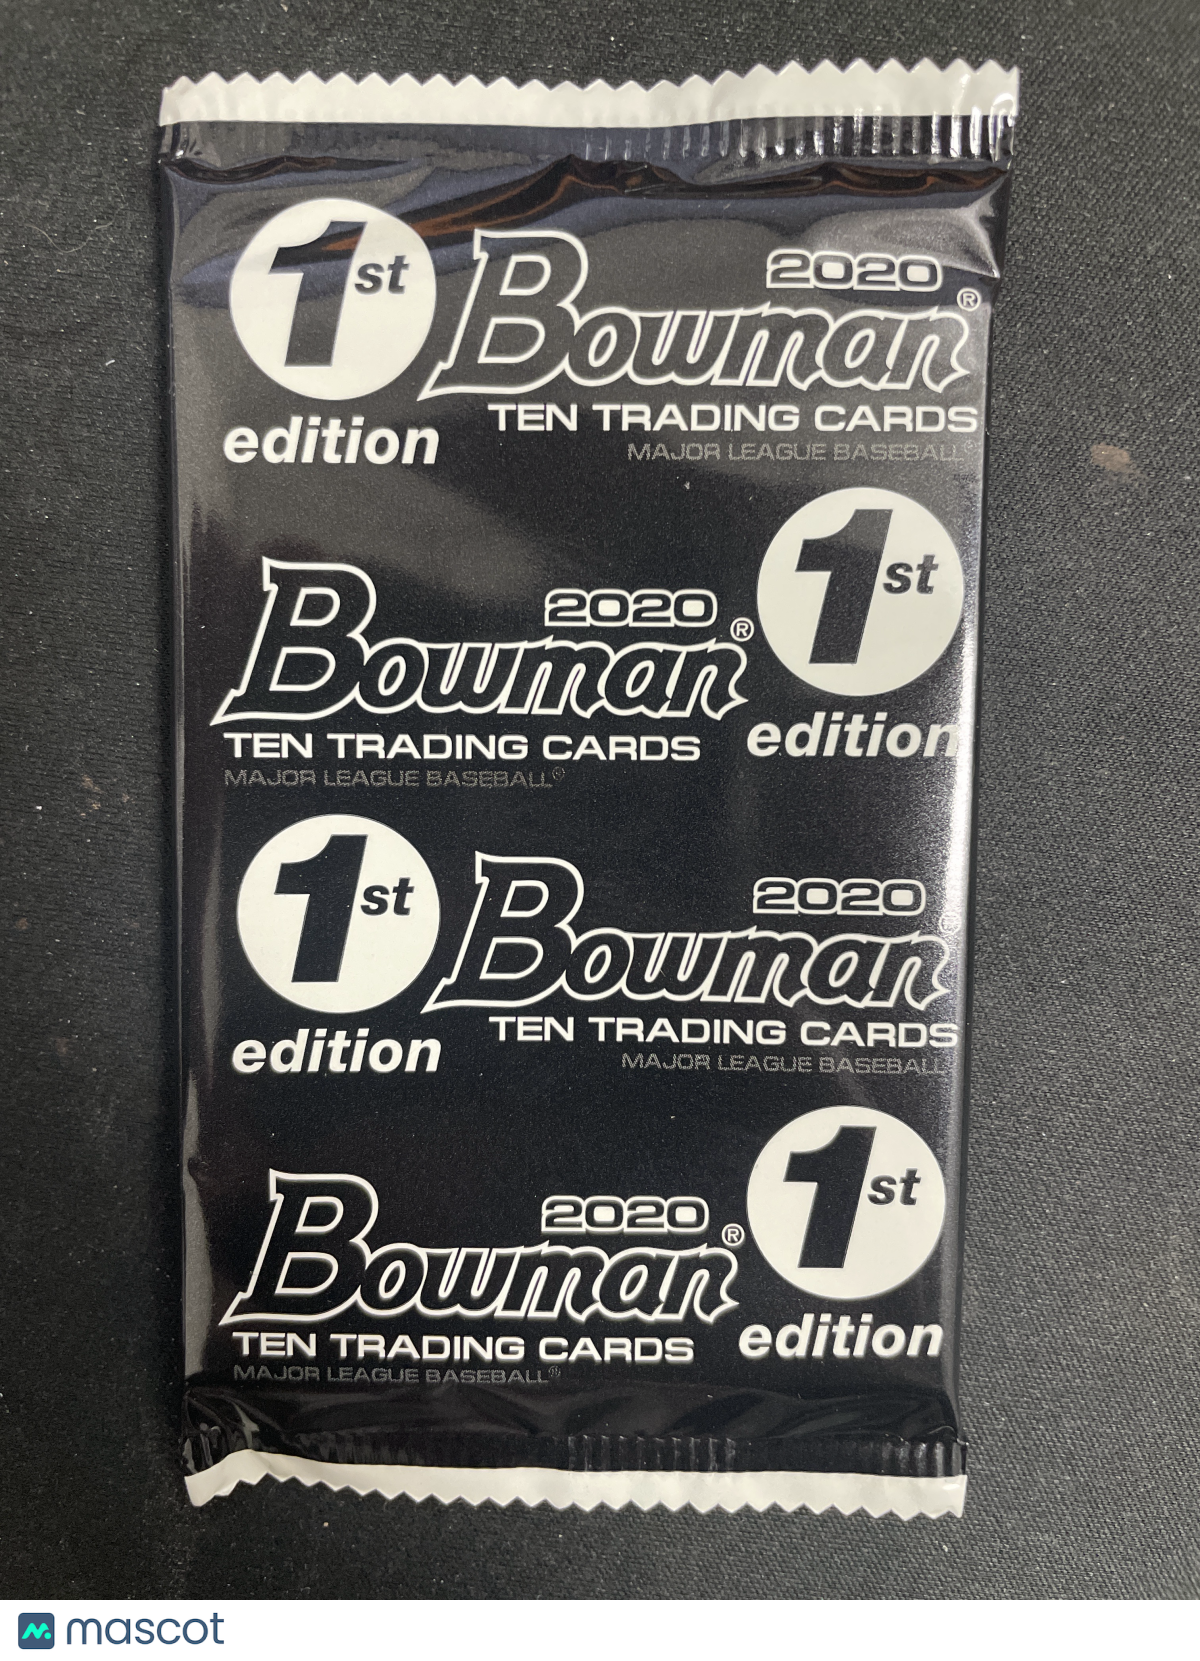 1st
edition
2020
Bowman®
TEN TRADING CARDS
MAJOR LEAGUE BASEBALL®
2020
Bowman®
TEN TRADING CARDS
MAJOR LEAGUE BASEBALL®
1st
edition
1st
edition
2020
Bowman
TEN TRADING CARDS
MAJOR LEAGUE BASEBALL
2020
Bowman®
TEN TRADING CARDS
MAJOR LEAGUE BASEBALL®
1st
edition
mascot